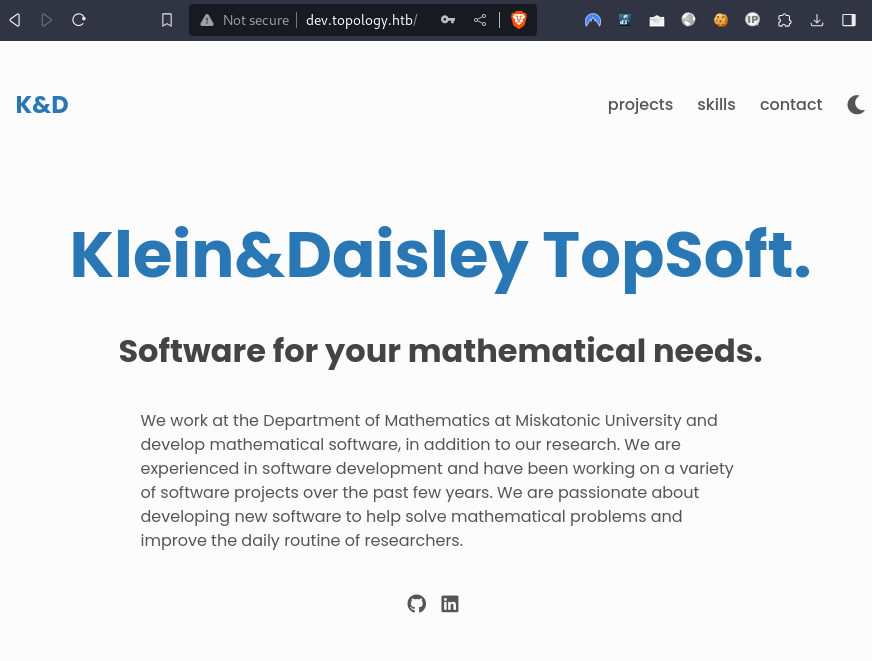 Not secure dev.topology.htb/
IP
K&D projects skills contact
Klein&Daisley TopSoft.
Software for your mathematical needs.
We work at the Department of Mathematics at Miskatonic University and
develop mathematical software, in addition to our research. We are
experienced in software development and have been working on a variety
of software projects over the past few years. We are passionate about
developing new software to help solve mathematical problems and
improve the daily routine of researchers.
in